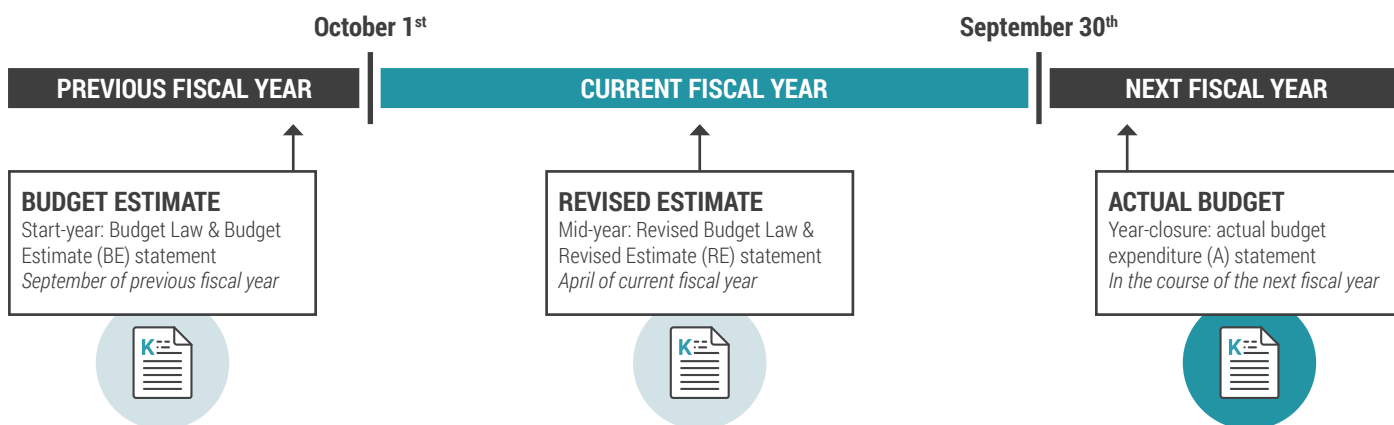 October 1st
September 30th
PREVIOUS FISCAL YEAR
CURRENT FISCAL YEAR
NEXT FISCAL YEAR
BUDGET ESTIMATE
Start-year: Budget Law & Budget
Estimate (BE) statement
September of previous fiscal year
REVISED ESTIMATE
Mid-year: Revised Budget Law &
Revised Estimate (RE) statement
April of current fiscal year
ACTUAL BUDGET
Year-closure: actual budget
expenditure (A) statement
In the course of the next fiscal year
K
K
K